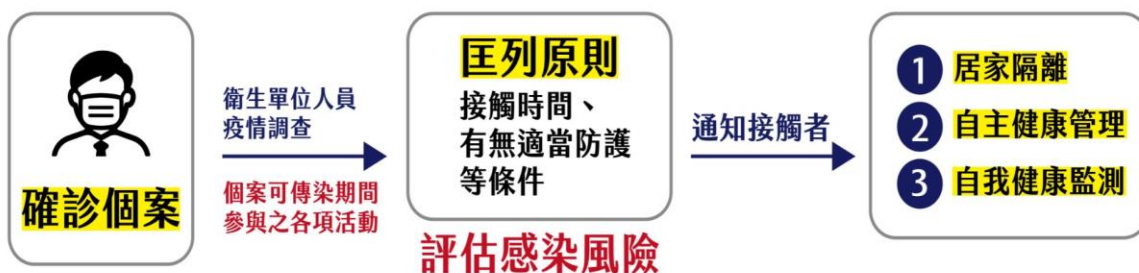 確診個案
衛生單位人員
疫情調查
個案可傳染期間
參與之各項活動
匡列原則
接觸時間、
有無適當防護
等條件
評估感染風險
通知接觸者
1 居家隔離
2 自主健康管理
3 自我健康監測